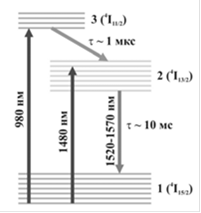 3 (⁴I₁₁/₂)
τ ~ 1 мкс
2 (⁴I₁₃/₂)
980 нм
1480 нм
1520-1570 нм
τ ~ 10 мс
1 (⁴I₁₅/₂)